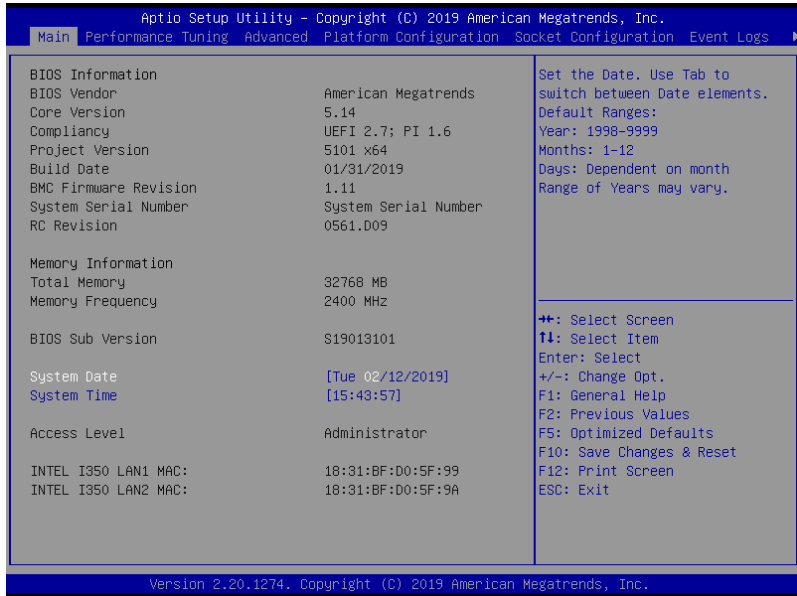 Aptio Setup Utility – Copyright (C) 2019 American Megatrends, Inc.
Main Performance Tuning Advanced Platform Configuration Socket Configuration Event Logs
BIOS Information
BIOS Vendor American Megatrends
Core Version 5.14
Compliancy UEFI 2.7; PI 1.6
Project Version 5101 x64
Build Date 01/31/2019
BMC Firmware Revision 1.11
System Serial Number System Serial Number
RC Revision 0561.D09
Memory Information
Total Memory 32768 MB
Memory Frequency 2400 MHz
BIOS Sub Version S19013101
System Date [Tue 02/12/2019]
System Time [15:43:57]
Access Level Administrator
INTEL I350 LAN1 MAC: 18:31:BF:D0:5F:99
INTEL I350 LAN2 MAC: 18:31:BF:D0:5F:9A
Set the Date. Use Tab to
switch between Date elements.
Default Ranges:
Year: 1998-9999
Months: 1-12
Days: Dependent on month
Range of Years may vary.
→←: Select Screen
↑↓: Select Item
Enter: Select
+/-: Change Opt.
F1: General Help
F2: Previous Values
F5: Optimized Defaults
F10: Save Changes & Reset
F12: Print Screen
ESC: Exit
Version 2.20.1274. Copyright (C) 2019 American Megatrends, Inc.